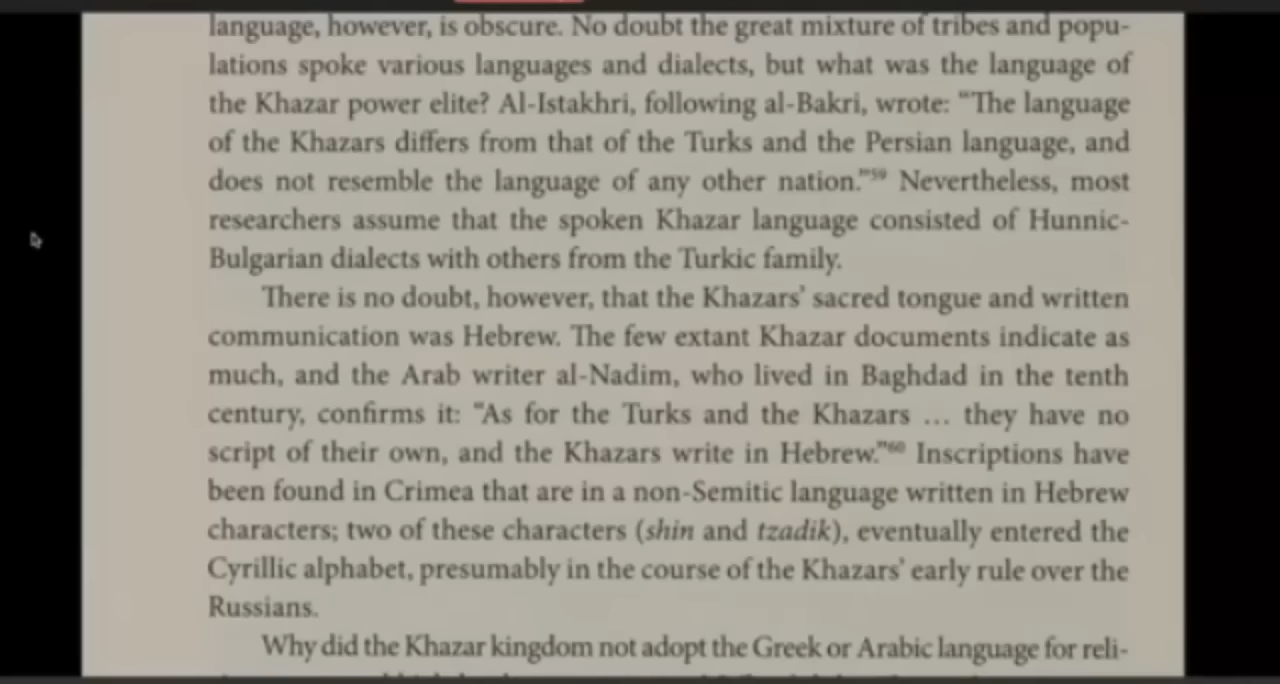 language, however, is obscure. No doubt the great mixture of tribes and popu-
lations spoke various languages and dialects, but what was the language of
the Khazar power elite? Al-Istakhri, following al-Bakri, wrote: “The language
of the Khazars differs from that of the Turks and the Persian language, and
does not resemble the language of any other nation.”59 Nevertheless, most
researchers assume that the spoken Khazar language consisted of Hunnic-
Bulgarian dialects with others from the Turkic family.
There is no doubt, however, that the Khazars’ sacred tongue and written
communication was Hebrew. The few extant Khazar documents indicate as
much, and the Arab writer al-Nadim, who lived in Baghdad in the tenth
century, confirms it: “As for the Turks and the Khazars … they have no
script of their own, and the Khazars write in Hebrew.”60 Inscriptions have
been found in Crimea that are in a non-Semitic language written in Hebrew
characters; two of these characters (shin and tzadik), eventually entered the
Cyrillic alphabet, presumably in the course of the Khazars’ early rule over the
Russians.
Why did the Khazar kingdom not adopt the Greek or Arabic language for reli-